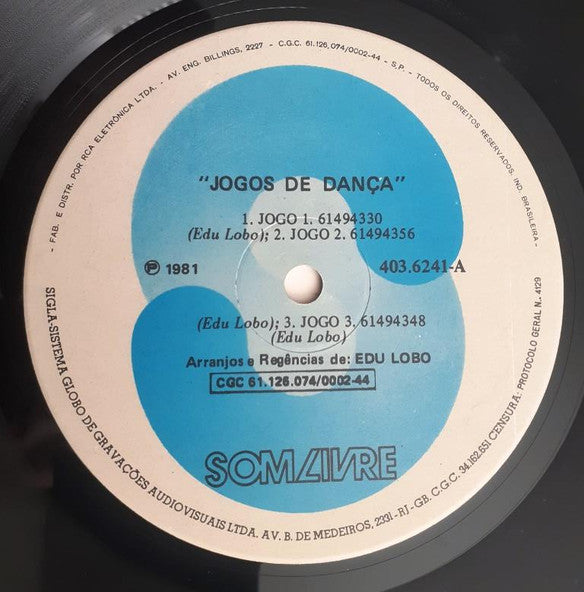 - FAB. E DISTR. POR RCA ELETRÔNICA LTDA. - AV. ENG. BILLINGS, 2227 - C.G.C. 61.126.074/0002-44 - S.P. - TODOS OS DIREITOS RESERVADOS. IND. BRASILEIRA -
"JOGOS DE DANÇA"
1. JOGO 1. 61494330
(Edu Lobo); 2. JOGO 2. 61494356
℗ 1981
403.6241-A
(Edu Lobo); 3. JOGO 3. 61494348
(Edu Lobo)
Arranjos e Regências de: EDU LOBO
CGC 61.126.074/0002-44
SOM LIVRE
SIGLA-SISTEMA GLOBO DE GRAVAÇÕES AUDIOVISUAIS LTDA. AV. B. DE MEDEIROS, 2331-RJ-GB. C.G.C. 34.162.651 CENSURA: PROTOCOLO GERAL N.. 4129